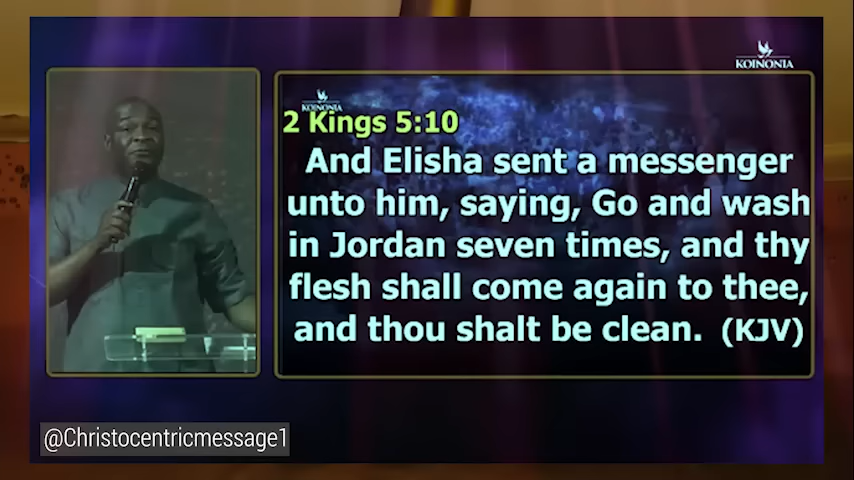 KOINONIA
KOINONIA
2 Kings 5:10
And Elisha sent a messenger
unto him, saying, Go and wash
in Jordan seven times, and thy
flesh shall come again to thee,
and thou shalt be clean. (KJV)
@Christocentricmessage1